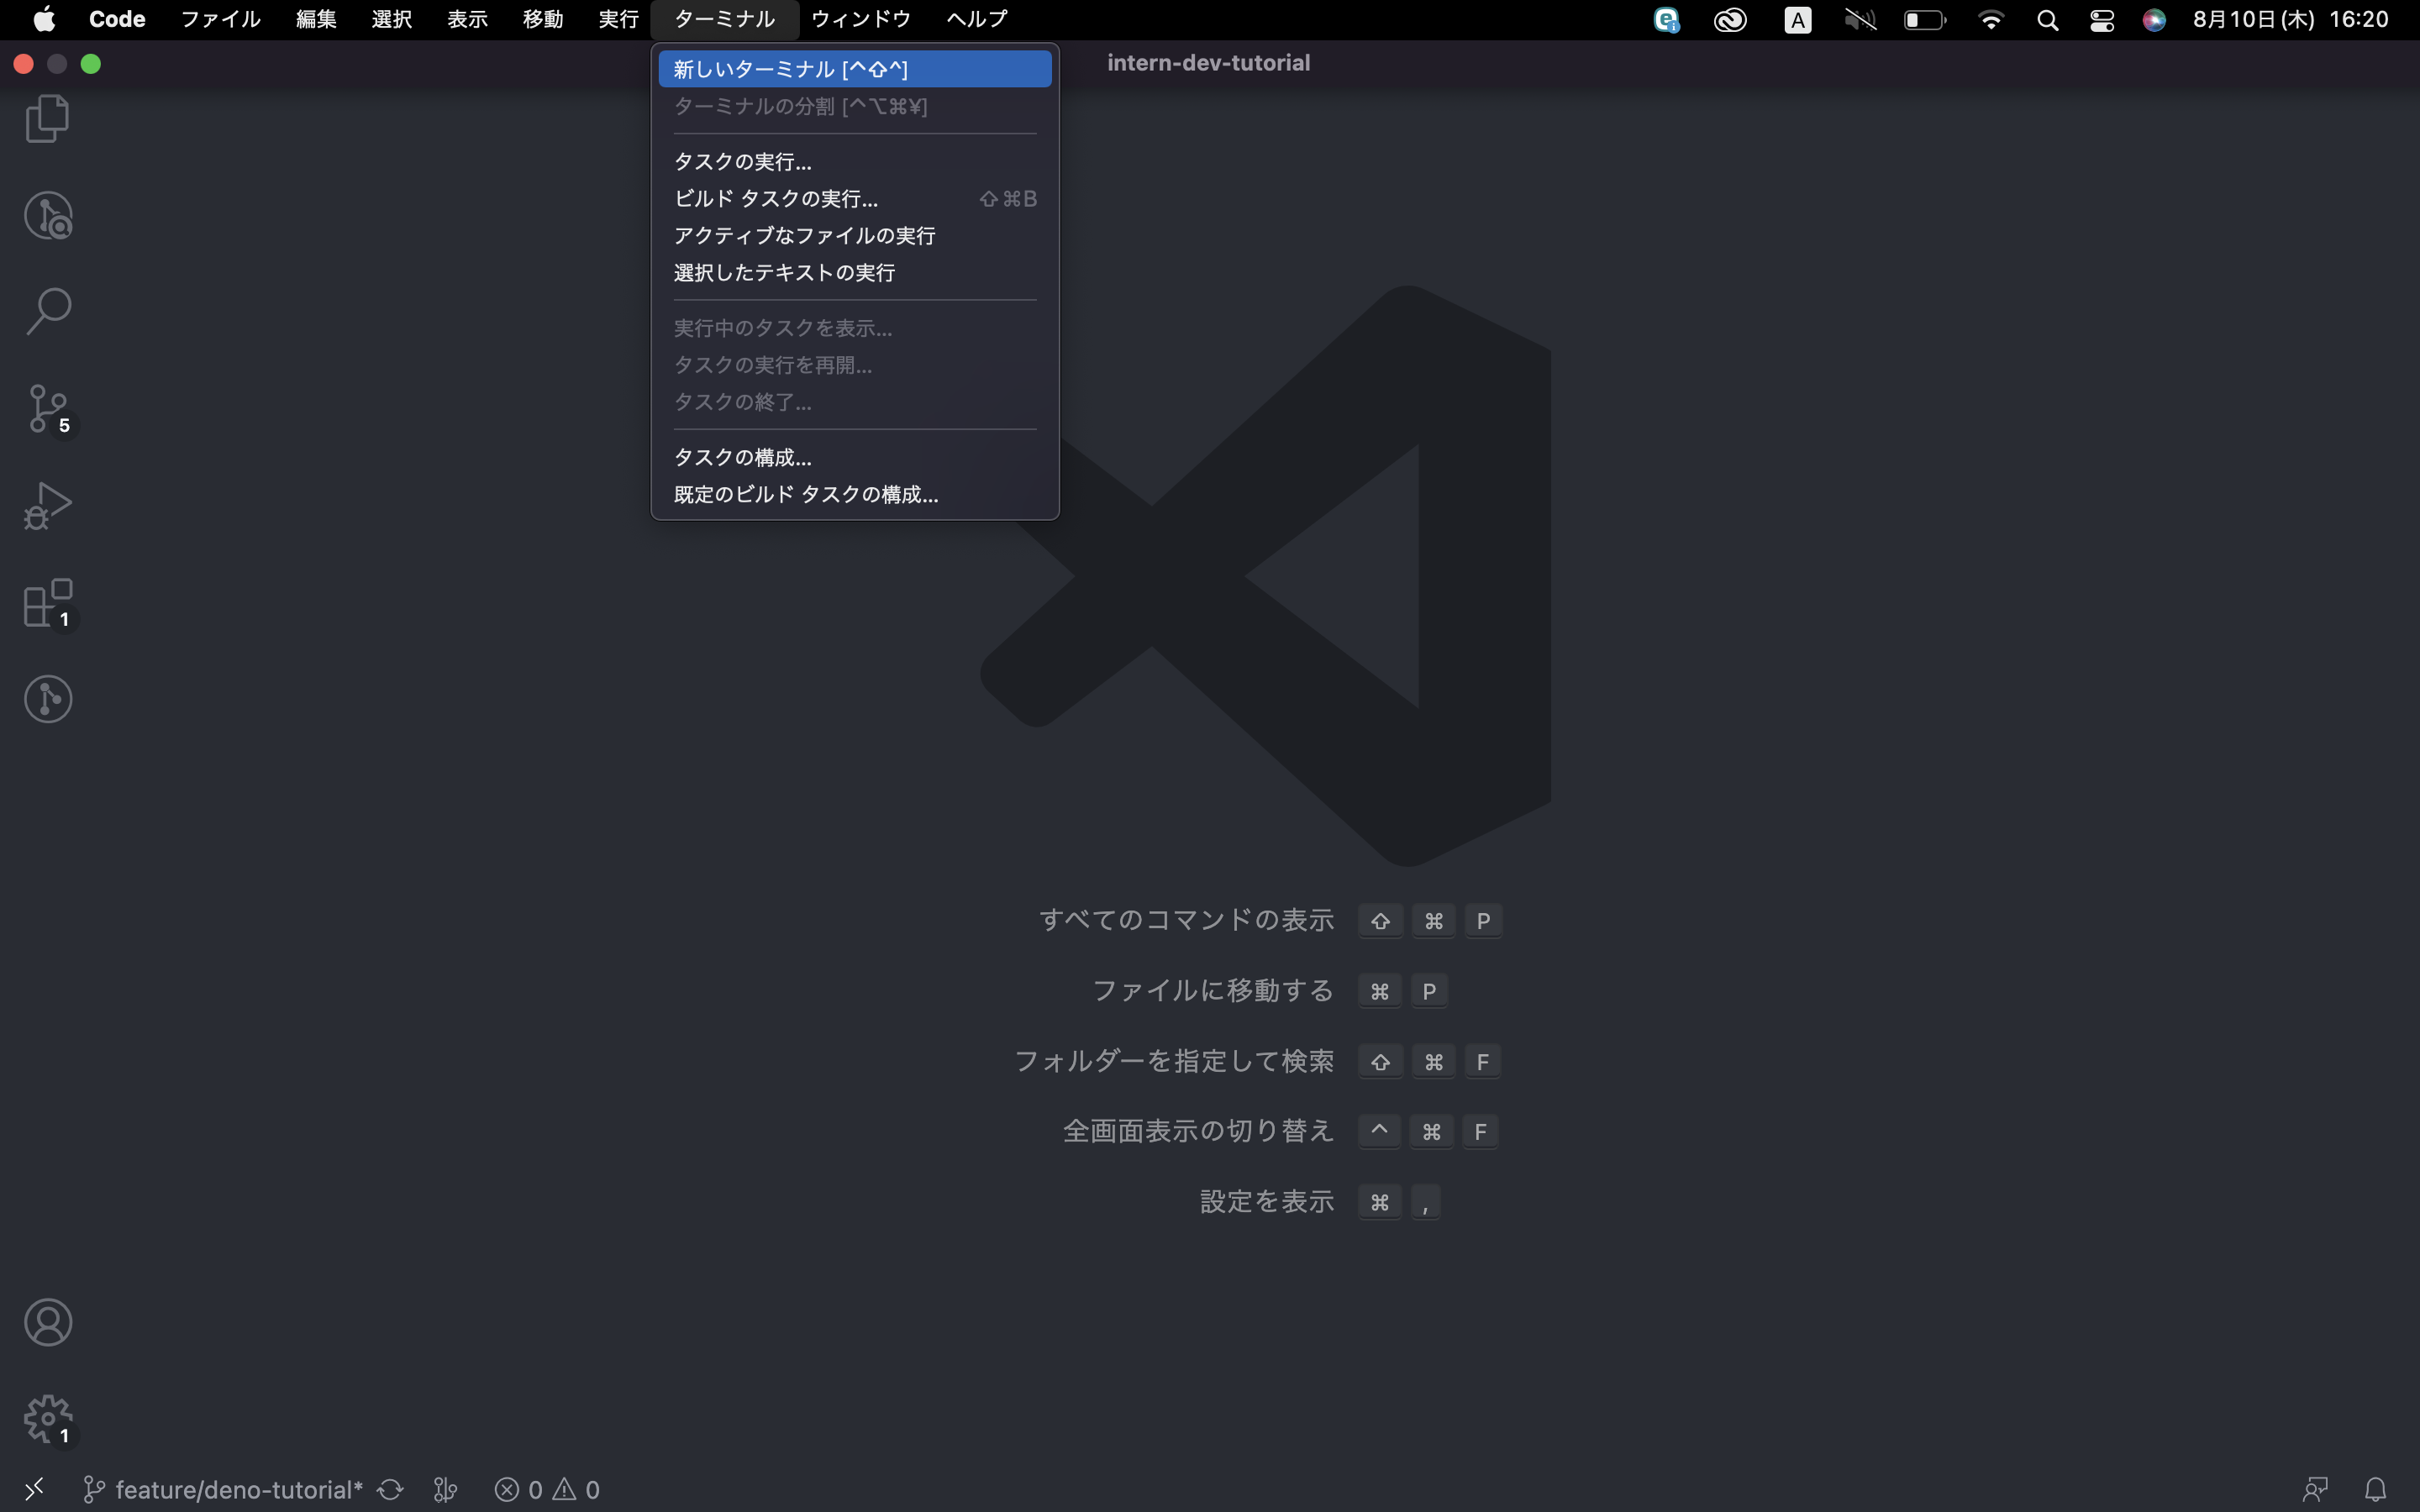 Code ファイル 編集 選択 表示 移動 実行 ターミナル ウィンドウ ヘルプ A 8月10日(木) 16:20
intern-dev-tutorial
新しいターミナル [^⇧^]
ターミナルの分割 [^⌥⌘¥]
タスクの実行...
ビルド タスクの実行... ⇧⌘B
アクティブなファイルの実行
選択したテキストの実行
実行中のタスクを表示...
タスクの実行を再開...
タスクの終了...
タスクの構成...
既定のビルド タスクの構成...
5
1
すべてのコマンドの表示 ⇧ ⌘ P
ファイルに移動する ⌘ P
フォルダーを指定して検索 ⇧ ⌘ F
全画面表示の切り替え ^ ⌘ F
設定を表示 ⌘ ,
1
feature/deno-tutorial* 0 0